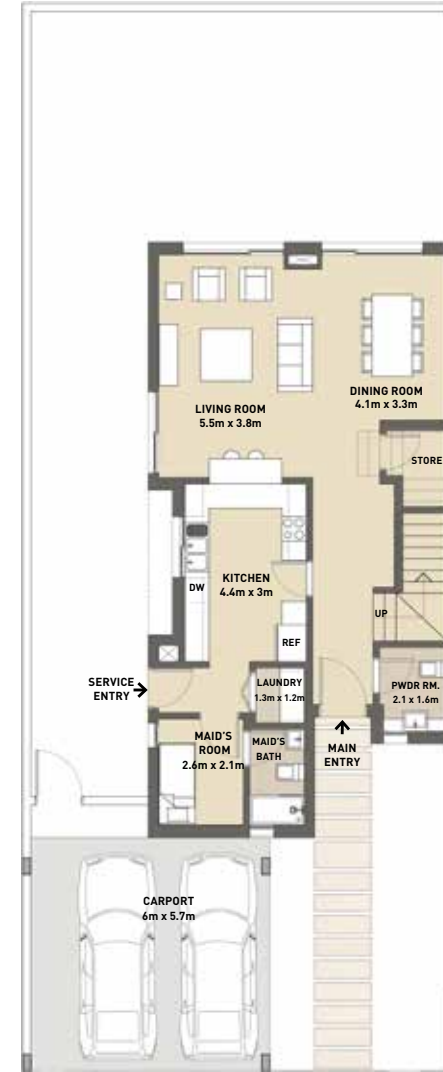 LIVING ROOM
5.5m x 3.8m
DINING ROOM
4.1m x 3.3m
STORE
KITCHEN
4.4m x 3m
DW
REF
UP
SERVICE
ENTRY
LAUNDRY
1.3m x 1.2m
PWDR RM.
2.1 x 1.6m
MAID'S
ROOM
2.6m x 2.1m
MAID'S
BATH
MAIN
ENTRY
CARPORT
6m x 5.7m